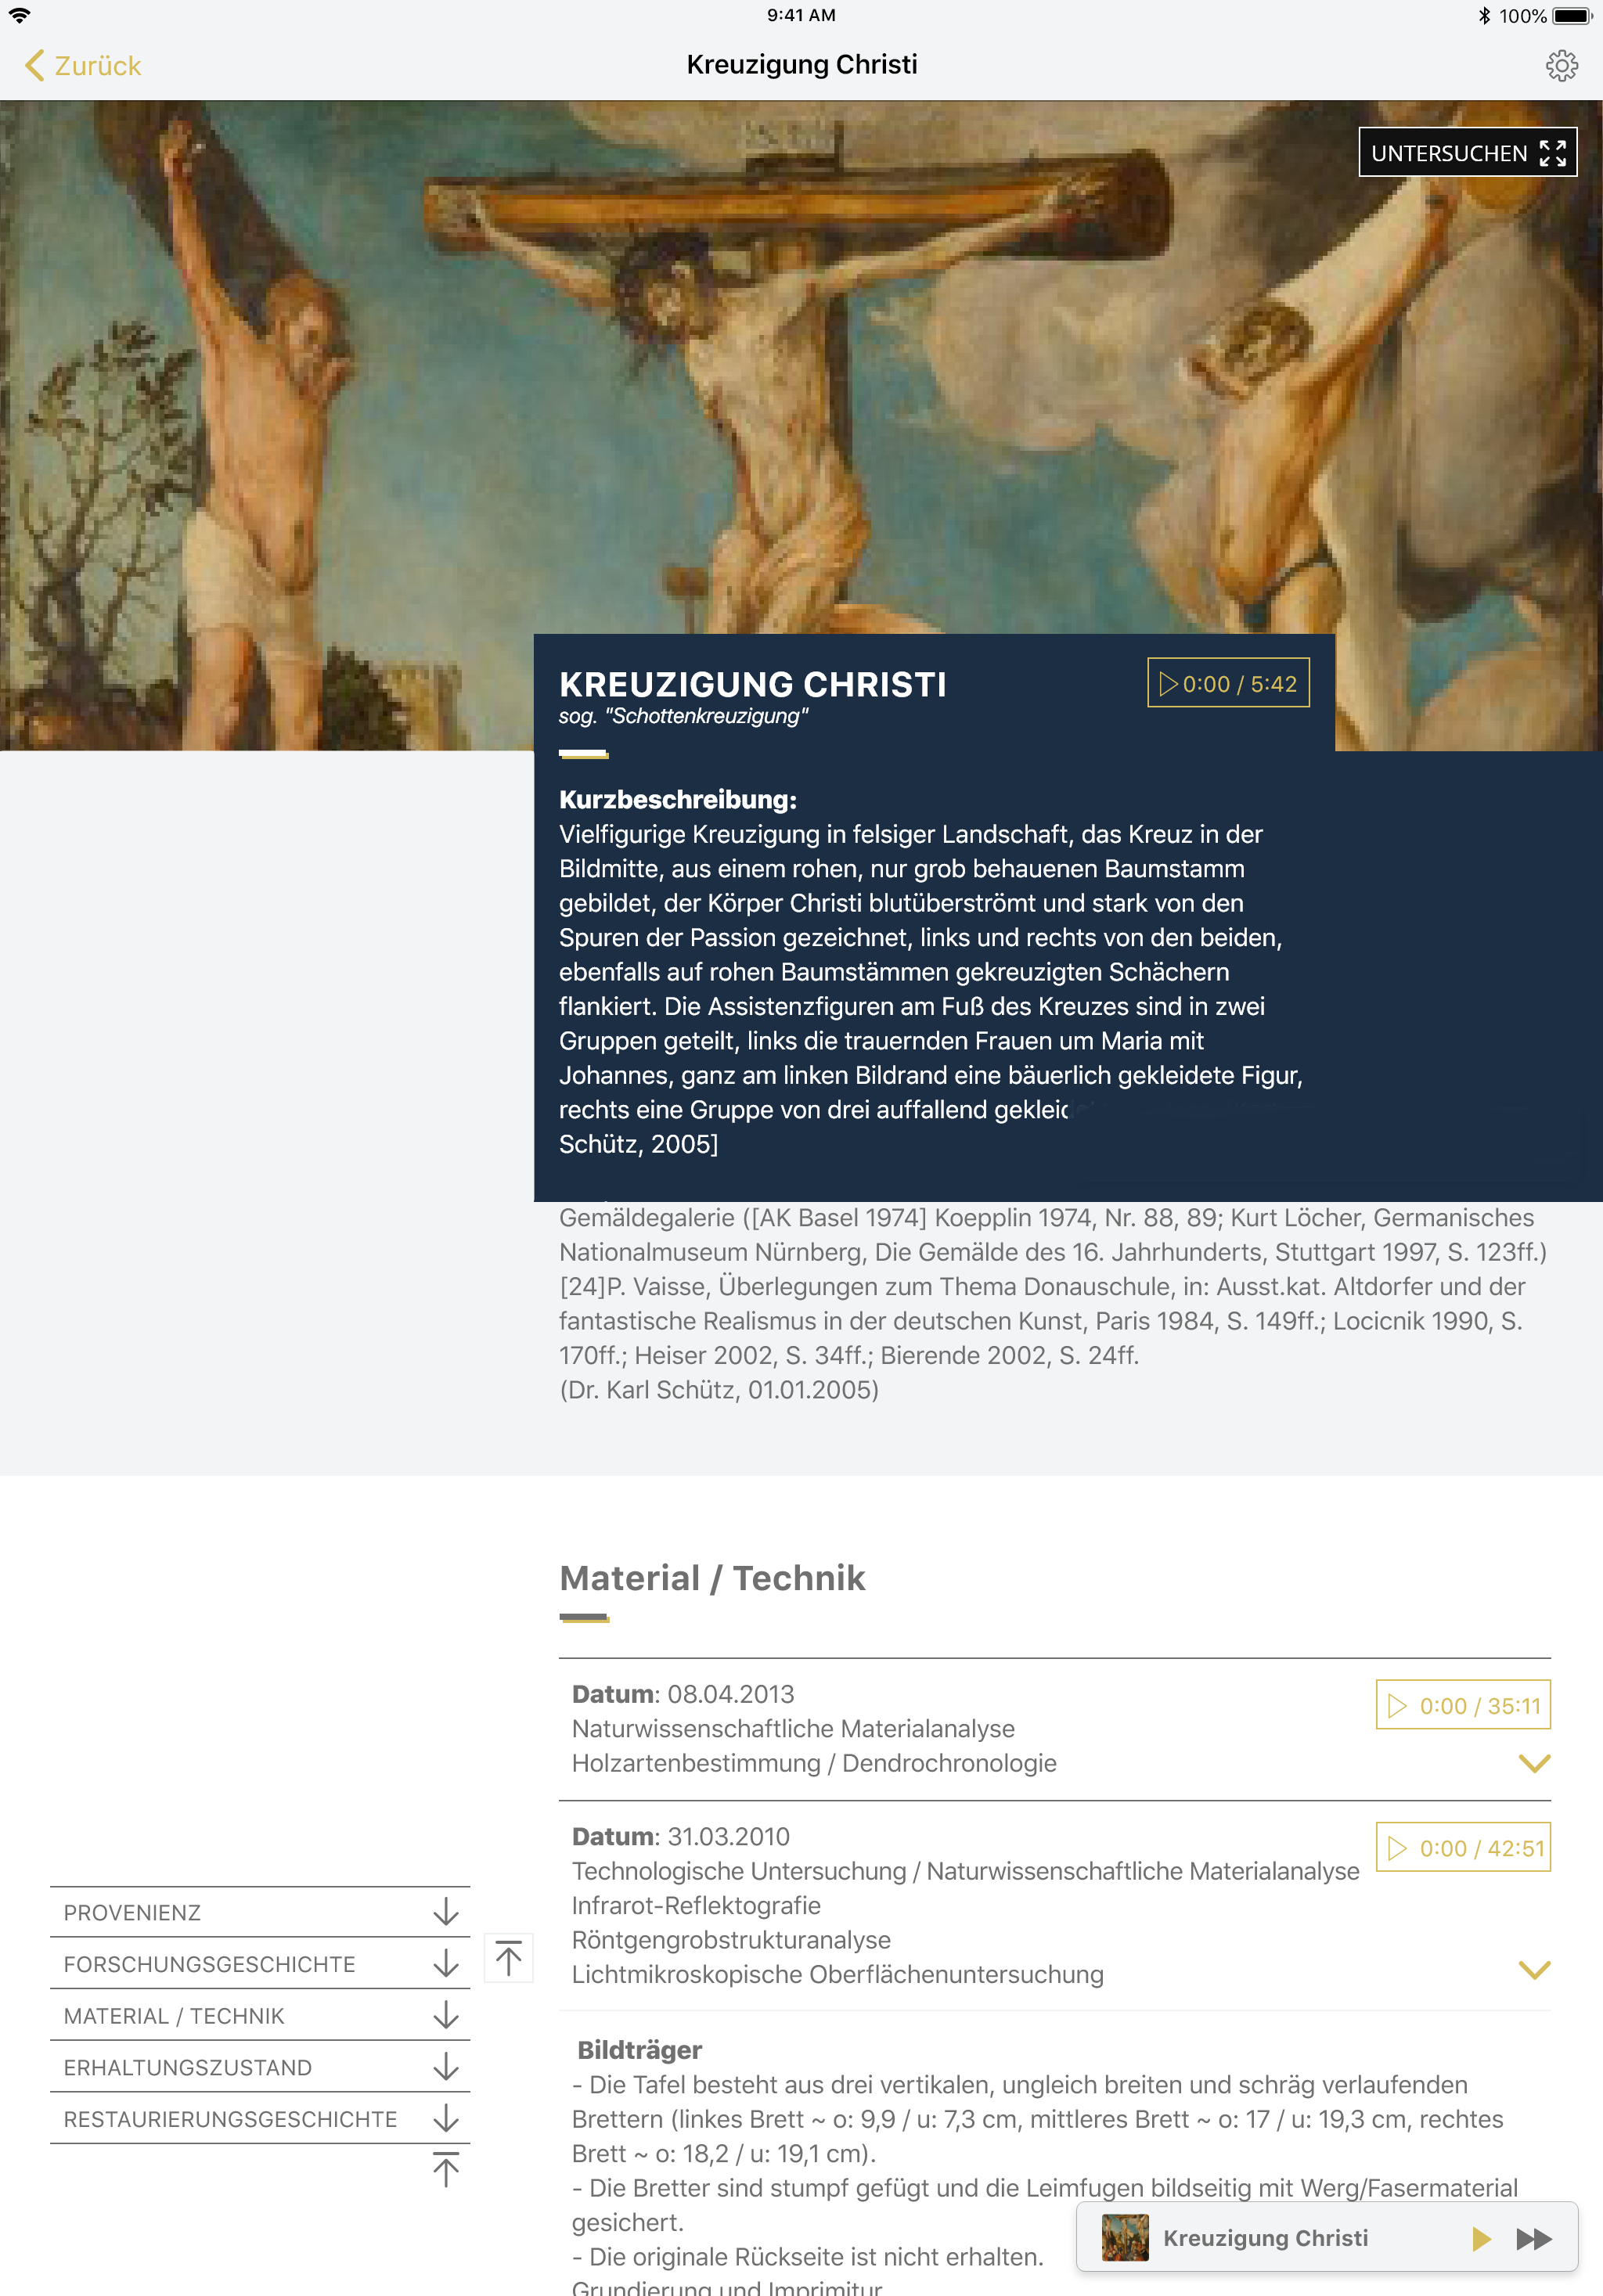 9:41 AM
100%
Zurück
Kreuzigung Christi
UNTERSUCHEN
KREUZIGUNG CHRISTI
0:00 / 5:42
sog. "Schottenkreuzigung"
Kurzbeschreibung:
Vielfigurige Kreuzigung in felsiger Landschaft, das Kreuz in der
Bildmitte, aus einem rohen, nur grob behauenen Baumstamm
gebildet, der Körper Christi blutüberströmt und stark von den
Spuren der Passion gezeichnet, links und rechts von den beiden,
ebenfalls auf rohen Baumstämmen gekreuzigten Schächern
flankiert. Die Assistenzfiguren am Fuß des Kreuzes sind in zwei
Gruppen geteilt, links die trauernden Frauen um Maria mit
Johannes, ganz am linken Bildrand eine bäuerlich gekleidete Figur,
rechts eine Gruppe von drei auffallend
Schütz, 2005]
Gemäldegalerie ([AK Basel 1974] Koepplin 1974, Nr. 88, 89; Kurt Löcher, Germanisches
Nationalmuseum Nürnberg, Die Gemälde des 16. Jahrhunderts, Stuttgart 1997, S. 123ff.)
[24]P. Vaisse, Überlegungen zum Thema Donauschule, in: Ausst.kat. Altdorfer und der
fantastische Realismus in der deutschen Kunst, Paris 1984, S. 149ff.; Locicnik 1990, S.
170ff.; Heiser 2002, S. 34ff.; Bierende 2002, S. 24ff.
(Dr. Karl Schütz, 01.01.2005)
Material / Technik
Datum: 08.04.2013
0:00 / 35:11
Naturwissenschaftliche Materialanalyse
Holzartenbestimmung / Dendrochronologie
Datum: 31.03.2010
0:00 / 42:51
Technologische Untersuchung / Naturwissenschaftliche Materialanalyse
Infrarot-Reflektografie
Röntgengrobstrukturanalyse
Lichtmikroskopische Oberflächenuntersuchung
PROVENIENZ
FORSCHUNGSGESCHICHTE
MATERIAL / TECHNIK
ERHALTUNGSZUSTAND
RESTAURIERUNGSGESCHICHTE
Bildträger
- Die Tafel besteht aus drei vertikalen, ungleich breiten und schräg verlaufenden
Brettern (linkes Brett ~ o: 9,9 / u: 7,3 cm, mittleres Brett ~ o: 17 / u: 19,3 cm, rechtes
Brett ~ o: 18,2 / u: 19,1 cm).
- Die Bretter sind stumpf gefügt und die Leimfugen bildseitig mit Werg/Fasermaterial
gesichert.
- Die originale Rückseite ist nicht erhalten.
Grundierung und Imprimitur
Kreuzigung Christi